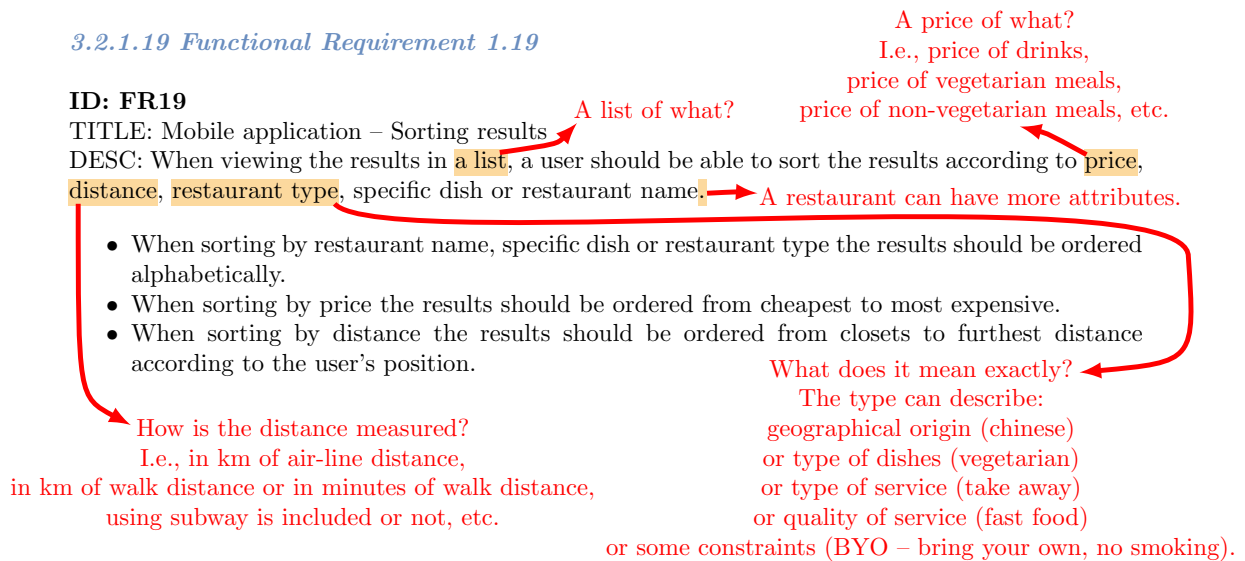 3.2.1.19 Functional Requirement 1.19
A price of what?
I.e., price of drinks,
price of vegetarian meals,
price of non-vegetarian meals, etc.
ID: FR19
A list of what?
TITLE: Mobile application – Sorting results
DESC: When viewing the results in a list, a user should be able to sort the results according to price,
distance, restaurant type, specific dish or restaurant name.
A restaurant can have more attributes.
• When sorting by restaurant name, specific dish or restaurant type the results should be ordered
alphabetically.
• When sorting by price the results should be ordered from cheapest to most expensive.
• When sorting by distance the results should be ordered from closets to furthest distance
according to the user's position.
What does it mean exactly?
The type can describe:
geographical origin (chinese)
or type of dishes (vegetarian)
or type of service (take away)
or quality of service (fast food)
or some constraints (BYO – bring your own, no smoking).
How is the distance measured?
I.e., in km of air-line distance,
in km of walk distance or in minutes of walk distance,
using subway is included or not, etc.